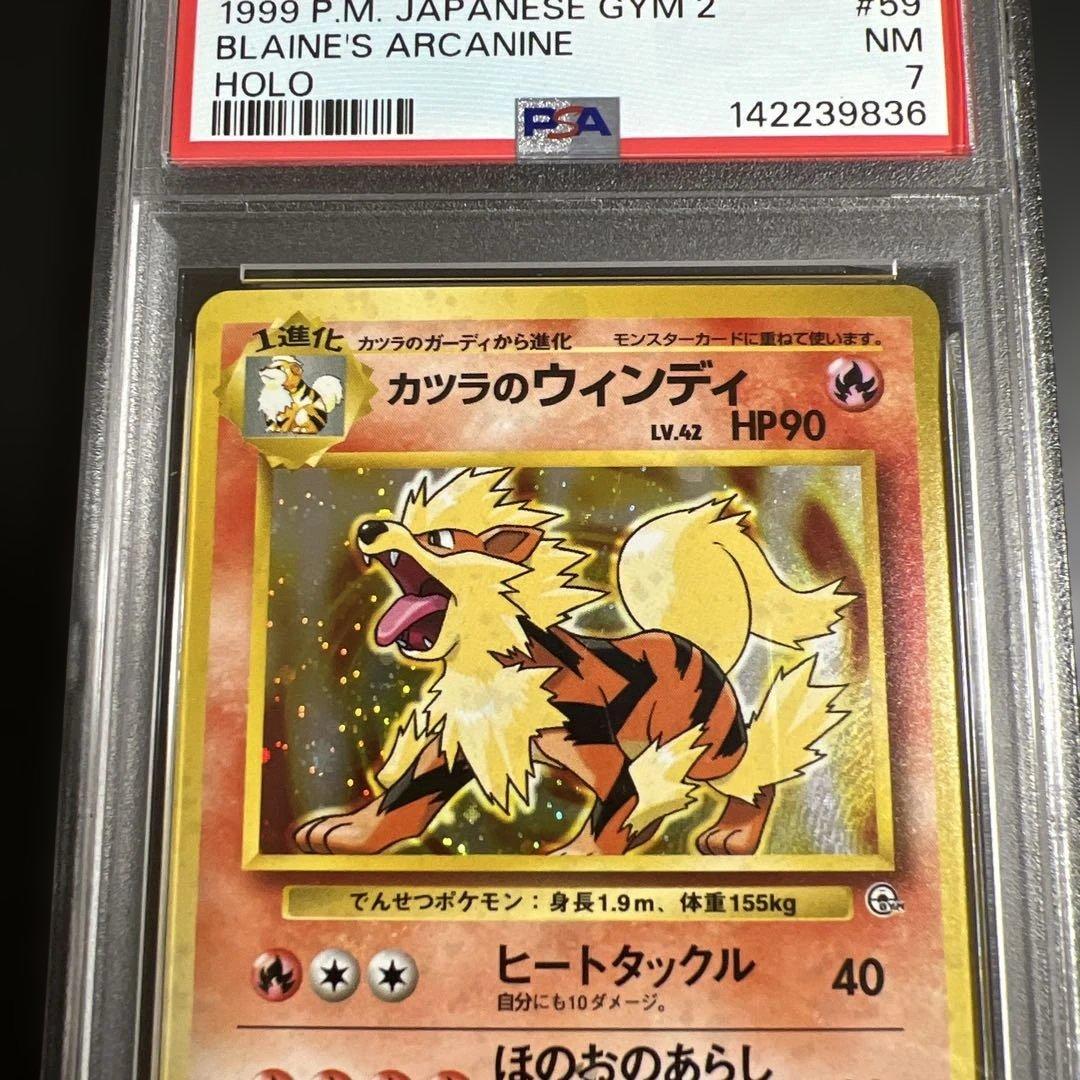 1999 P.M. JAPANESE GYM 2 #59
BLAINE'S ARCANINE NM
HOLO 7
PSA 142239836
1進化 カツラのガーディから進化 モンスターカードに重ねて使います。
カツラのウィンディ
LV.42 HP90
でんせつポケモン：身長1.9m、体重155kg
ヒートタックル 40
自分にも10ダメージ。
ほのおのあらし